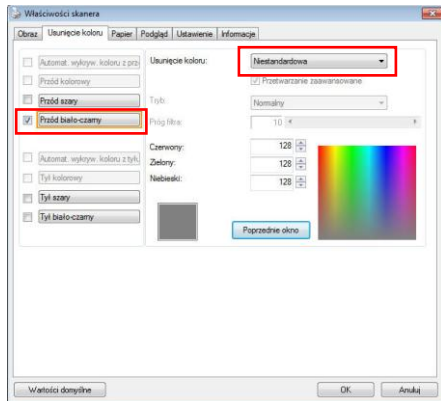 Właściwości skanera
Obraz Usunięcie koloru Papier Podgląd Ustawienie Informacje
Automat. wykryw. koloru z prz
Przód kolorowy
Przód szary
Przód biało-czarny
Automat. wykryw. koloru z tyłu
Tył kolorowy
Tył szary
Tył biało-czarny
Usunięcie koloru: Niestandardowa
Przetwarzanie zaawansowane
Tryb: Normalny
Próg filtra: 10
Czerwony: 128
Zielony: 128
Niebieski: 128
Poprzednie okno
Wartości domyślne OK Anuluj